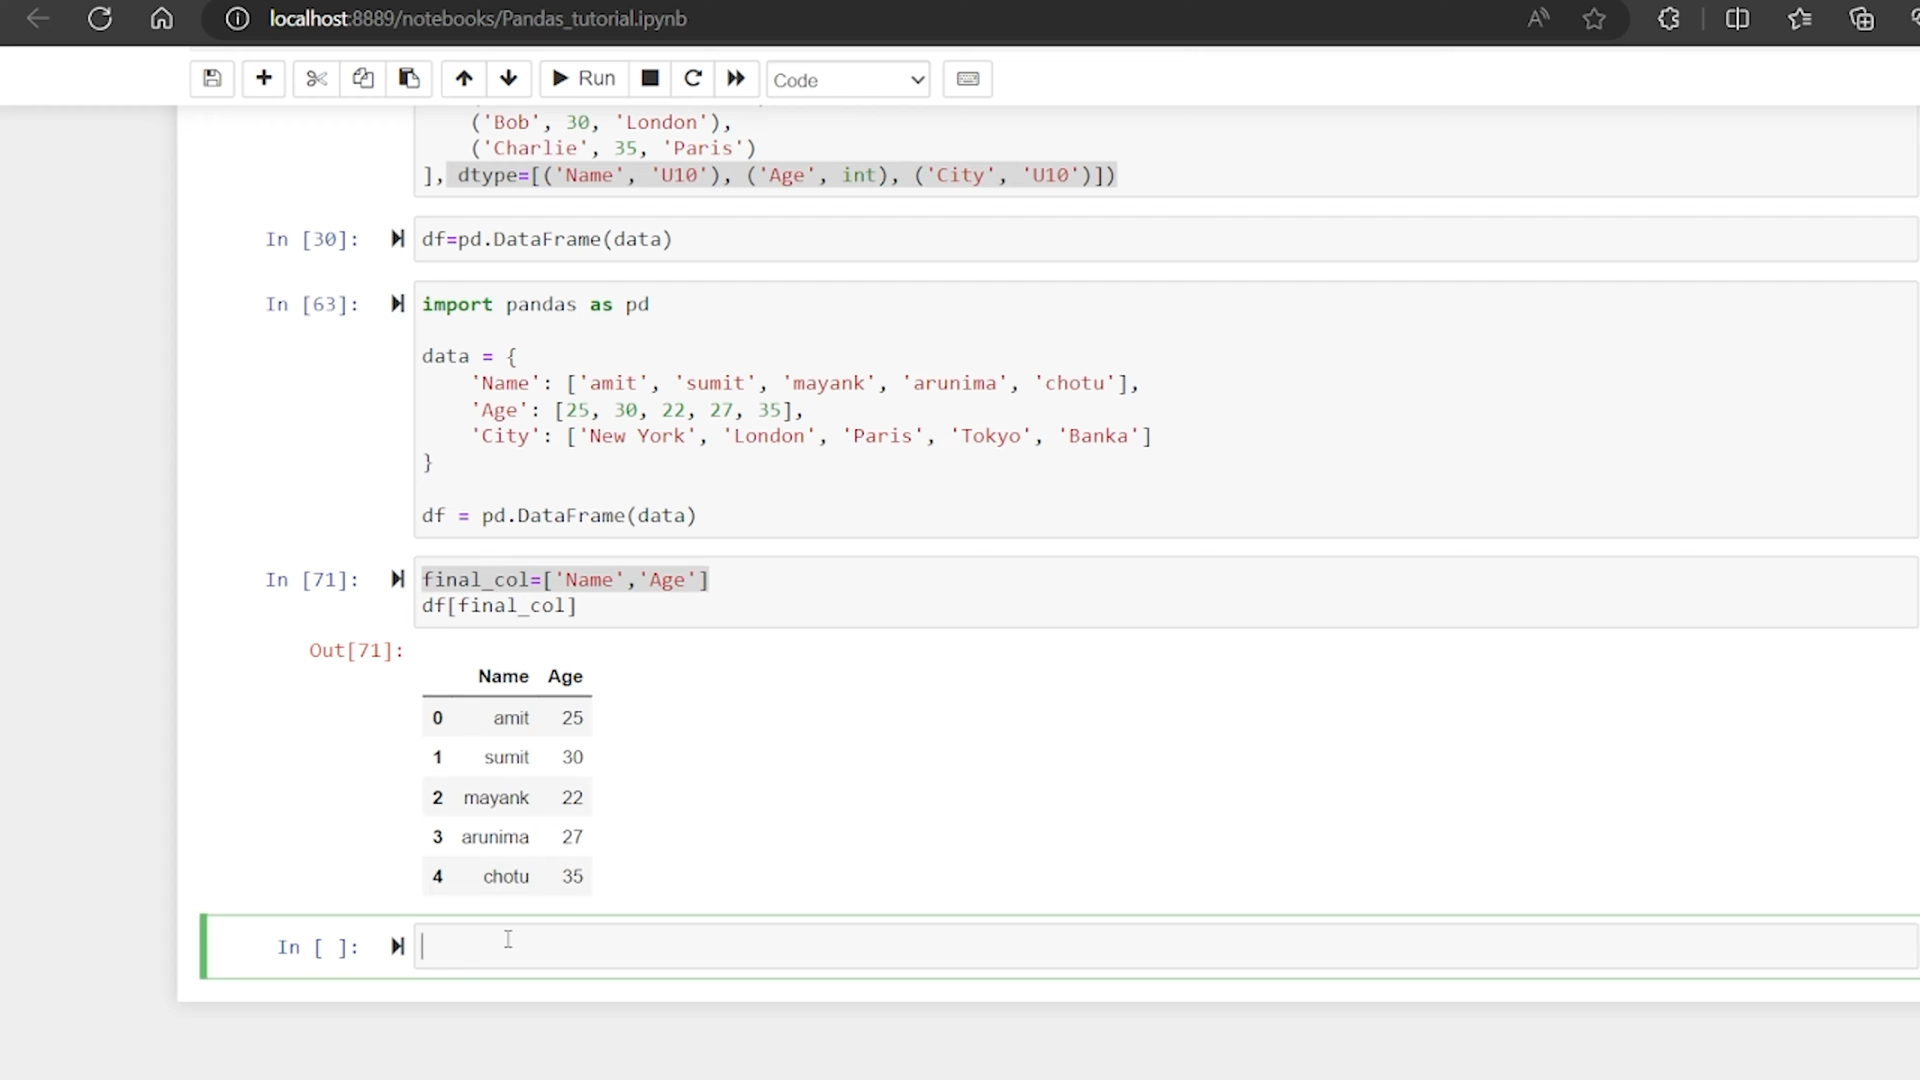 localhost:8889/notebooks/Pandas_tutorial.ipynb
Run
Code
('Bob', 30, 'London'),
('Charlie', 35, 'Paris')
], dtype=[('Name', 'U10'), ('Age', int), ('City', 'U10')])
In [30]:
df=pd.DataFrame(data)
In [63]:
import pandas as pd
data = {
'Name': ['amit', 'sumit', 'mayank', 'arunima', 'chotu'],
'Age': [25, 30, 22, 27, 35],
'City': ['New York', 'London', 'Paris', 'Tokyo', 'Banka']
}
df = pd.DataFrame(data)
In [71]:
final_col=['Name','Age']
df[final_col]
Out[71]:
Name Age
0 amit 25
1 sumit 30
2 mayank 22
3 arunima 27
4 chotu 35
In [ ]: